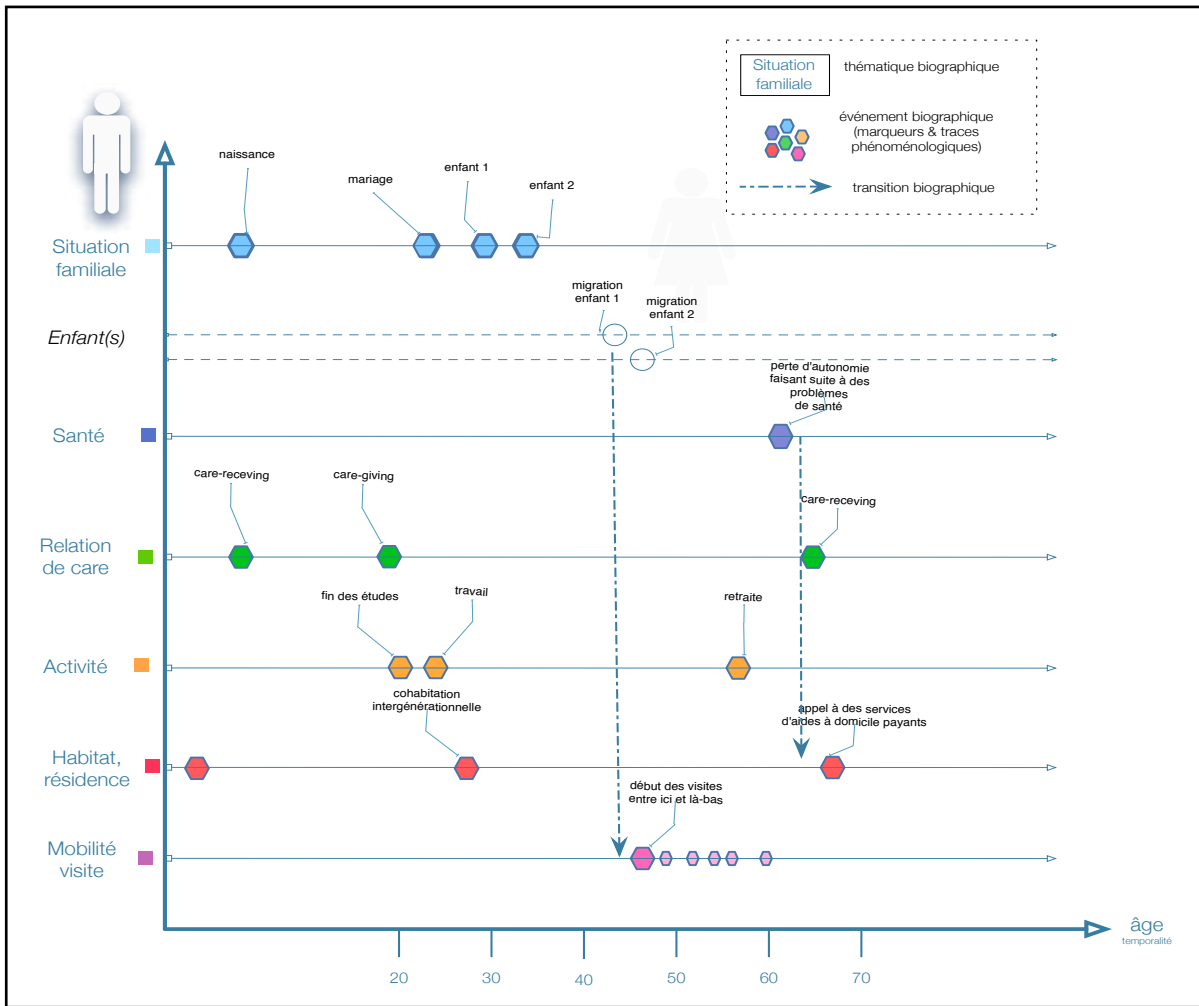 Situation
familiale
thématique biographique
événement biographique
(marqueurs & traces
phénoménologiques)
transition biographique
naissance
mariage
enfant 1
enfant 2
Situation
familiale
migration
enfant 1
migration
enfant 2
Enfant(s)
perte d'autonomie
faisant suite à des
problèmes
de santé
Santé
care-receving
care-giving
care-receving
Relation
de care
fin des études
travail
retraite
Activité
cohabitation
intergénérationnelle
appel à des services
d'aides à domicile payants
Habitat,
résidence
début des visites
entre ici et là-bas
Mobilité
visite
âge
temporalité
20
30
40
50
60
70